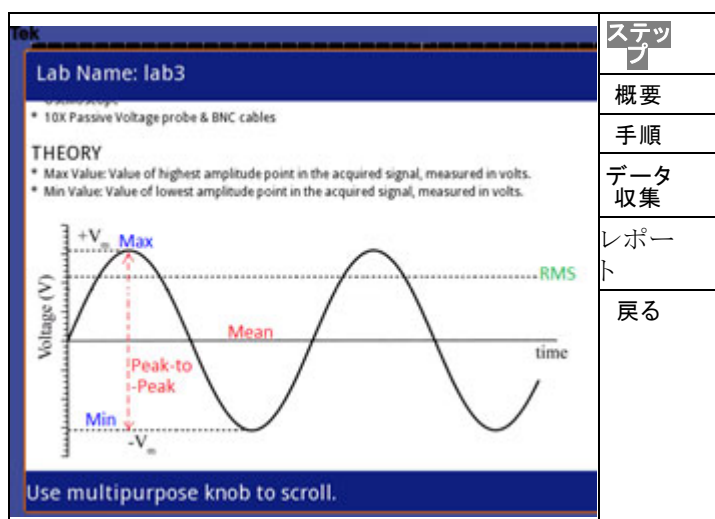 Tek
Lab Name: lab3
* Oscilloscope
* 10X Passive Voltage probe & BNC cables
THEORY
* Max Value: Value of highest amplitude point in the acquired signal, measured in volts.
* Min Value: Value of lowest amplitude point in the acquired signal, measured in volts.
+Vm Max
RMS
Voltage (V)
Mean
time
Peak-to
-Peak
Min
-Vm
Use multipurpose knob to scroll.
ステッ
プ
概要
手順
データ
収集
レポー
ト
戻る